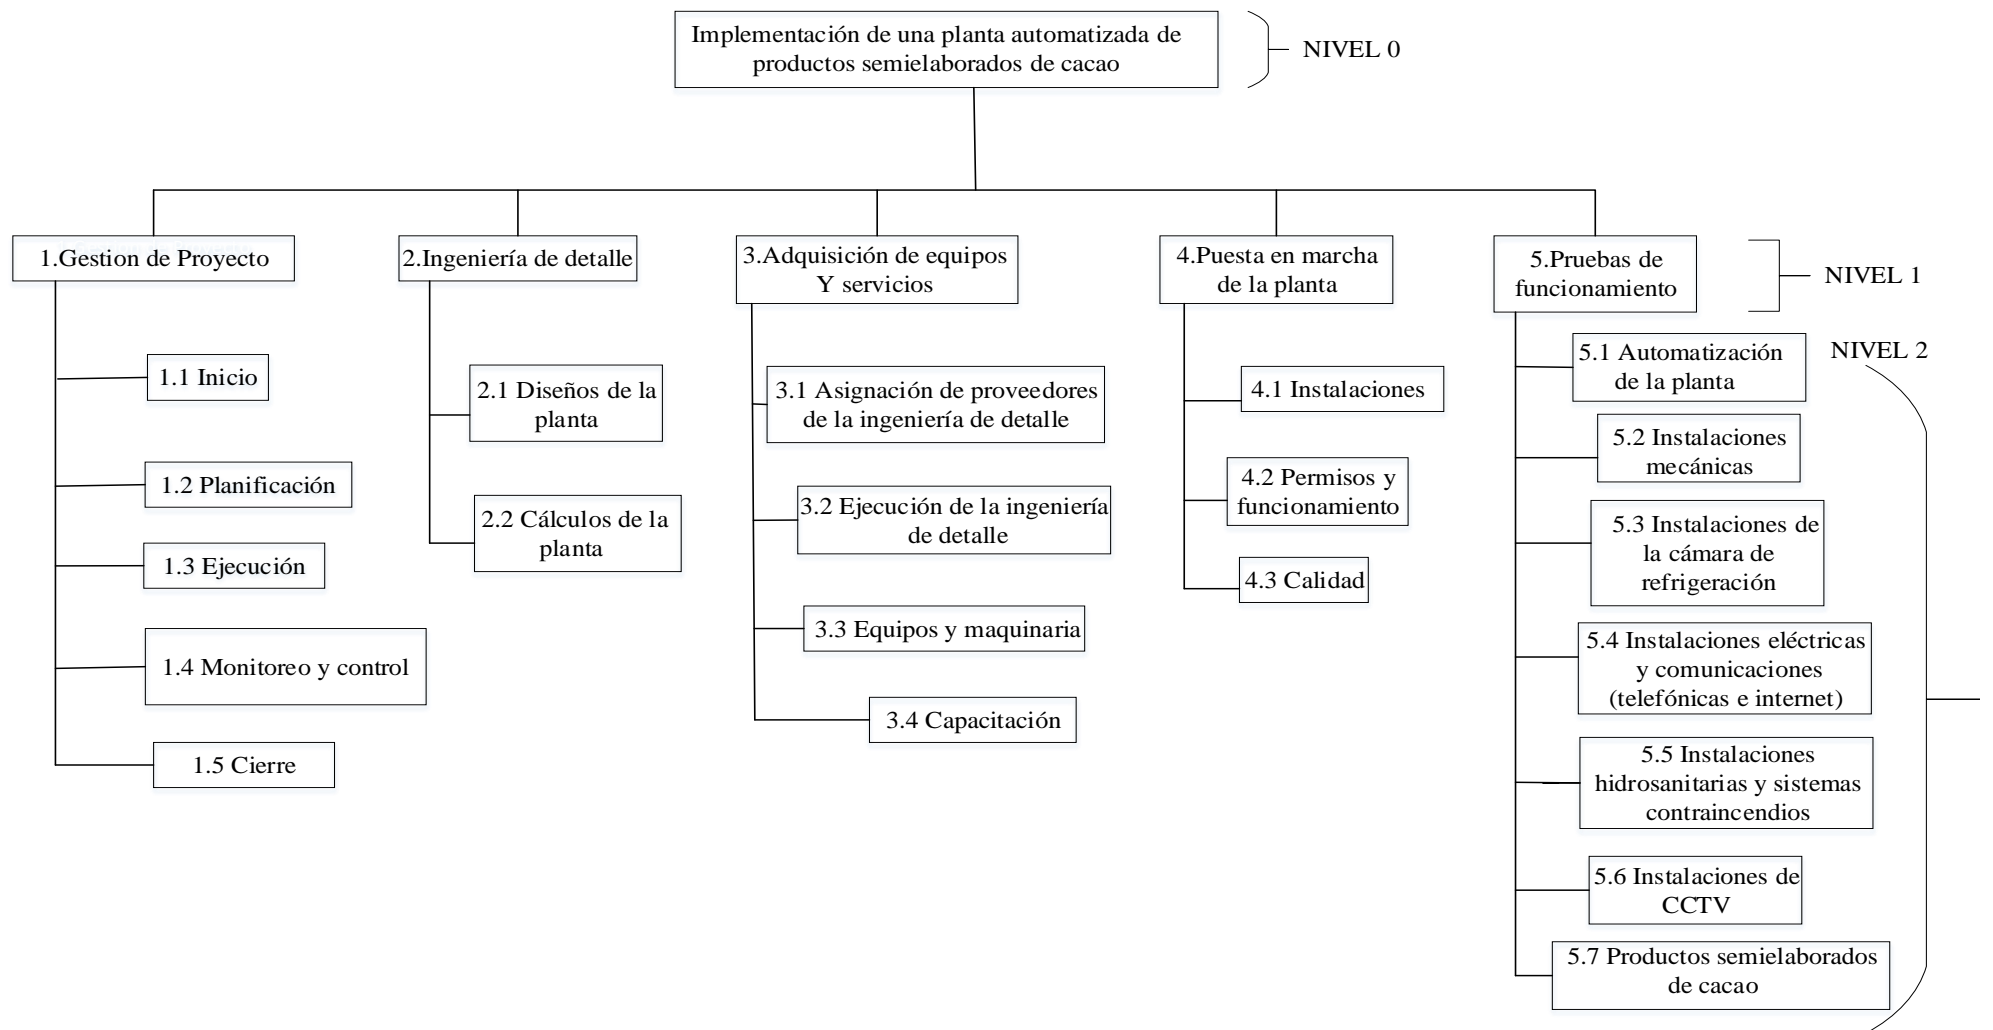 Implementación de una planta automatizada de
productos semielaborados de cacao
NIVEL 0
1.Gestion de Proyecto
2.Ingeniería de detalle
3.Adquisición de equipos
Y servicios
4.Puesta en marcha
de la planta
5.Pruebas de
funcionamiento
NIVEL 1
1.1 Inicio
1.2 Planificación
1.3 Ejecución
1.4 Monitoreo y control
1.5 Cierre
2.1 Diseños de la
planta
2.2 Cálculos de la
planta
3.1 Asignación de proveedores
de la ingeniería de detalle
3.2 Ejecución de la ingeniería
de detalle
3.3 Equipos y maquinaria
3.4 Capacitación
4.1 Instalaciones
4.2 Permisos y
funcionamiento
4.3 Calidad
5.1 Automatización
de la planta
5.2 Instalaciones
mecánicas
5.3 Instalaciones de
la cámara de
refrigeración
5.4 Instalaciones eléctricas
y comunicaciones
(telefónicas e internet)
5.5 Instalaciones
hidrosanitarias y sistemas
contraincendios
5.6 Instalaciones de
CCTV
5.7 Productos semielaborados
de cacao
NIVEL 2